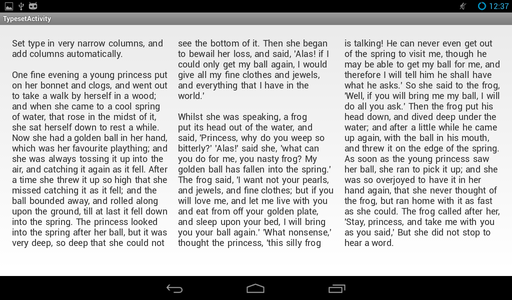 12:37
TypesetActivity
Set type in very narrow columns, and
add columns automatically.
One fine evening a young princess put
on her bonnet and clogs, and went out
to take a walk by herself in a wood;
and when she came to a cool spring
of water, that rose in the midst of it,
she sat herself down to rest a while.
Now she had a golden ball in her hand,
which was her favourite plaything; and
she was always tossing it up into the
air, and catching it again as it fell. After
a time she threw it up so high that she
missed catching it as it fell; and the
ball bounded away, and rolled along
upon the ground, till at last it fell down
into the spring. The princess looked
into the spring after her ball, but it was
very deep, so deep that she could not
see the bottom of it. Then she began
to bewail her loss, and said, 'Alas! if I
could only get my ball again, I would
give all my fine clothes and jewels,
and everything that I have in the
world.'
Whilst she was speaking, a frog
put its head out of the water, and
said, 'Princess, why do you weep so
bitterly?' 'Alas!' said she, 'what can
you do for me, you nasty frog? My
golden ball has fallen into the spring.'
The frog said, 'I want not your pearls,
and jewels, and fine clothes; but if you
will love me, and let me live with you
and eat from off your golden plate,
and sleep upon your bed, I will bring
you your ball again.' 'What nonsense,'
thought the princess, 'this silly frog
is talking! He can never even get out
of the spring to visit me, though he
may be able to get my ball for me, and
therefore I will tell him he shall have
what he asks.' So she said to the frog,
'Well, if you will bring me my ball, I will
do all you ask.' Then the frog put his
head down, and dived deep under the
water; and after a little while he came
up again, with the ball in his mouth,
and threw it on the edge of the spring.
As soon as the young princess saw
her ball, she ran to pick it up; and she
was so overjoyed to have it in her
hand again, that she never thought of
the frog, but ran home with it as fast
as she could. The frog called after her,
'Stay, princess, and take me with you
as you said,' But she did not stop to
hear a word.